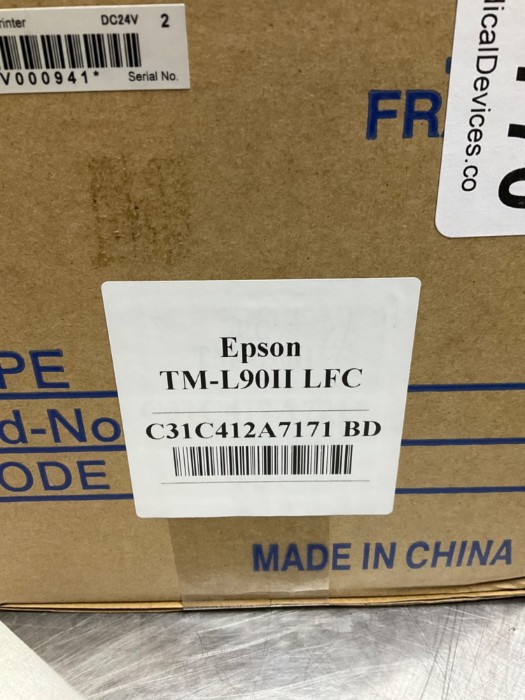 rinter DC24V 2
V000941* Serial No.
FR
icalDevices.co
Epson
TM-L90II LFC
C31C412A7171 BD
PE
d-No
ODE
MADE IN CHINA